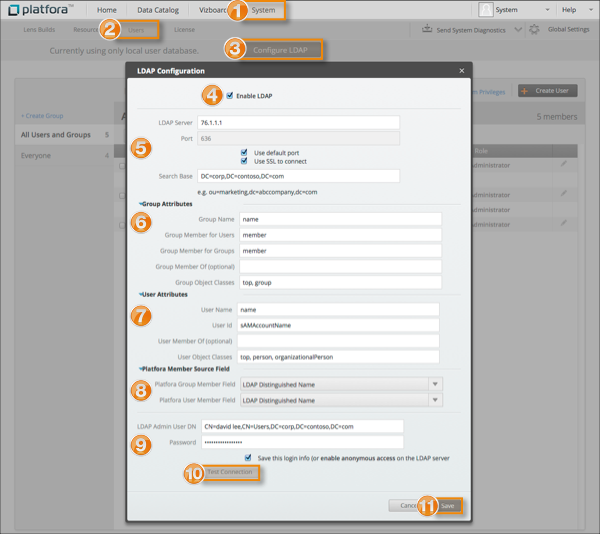 platfora™ Home Data Catalog Vizboar 1 System System Help
Lens Builds Resource 2 Users License Send System Diagnostics Global Settings
Currently using only local user database. 3 Configure LDAP
LDAP Configuration ×
4 Enable LDAP
Privileges + Create User
LDAP Server 76.1.1.1
< Create Group A 5 members
Port 636
All Users and Groups 5
5 Use default port
Role
Use SSL to connect
Everyone 4
administrator
Search Base DC=corp,DC=contoso,DC=com
administrator
e.g. ou=marketing,dc=abccompany,dc=com
administrator
Group Attributes
6 Group Name name
administrator
Group Member for Users member
Group Member for Groups member
Group Member Of (optional)
Group Object Classes top, group
User Attributes
7 User Name name
User Id sAMAccountName
User Member Of (optional)
User Object Classes top, person, organizationalPerson
Platfora Member Source Field
8 Platfora Group Member Field LDAP Distinguished Name
Platfora User Member Field LDAP Distinguished Name
LDAP Admin User DN CN=david lee,CN=Users,DC=corp,DC=contoso,DC=com
9 Password ••••••••••••••••
Save this login info (or enable anonymous access on the LDAP server
10 Test Connection
Cance 11 Save